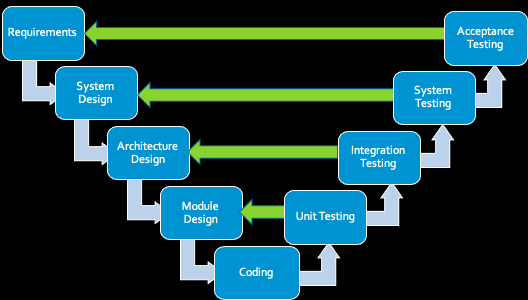 Requirements
Acceptance
Testing
System
Design
System
Testing
Architecture
Design
Integration
Testing
Module
Design
Unit Testing
Coding